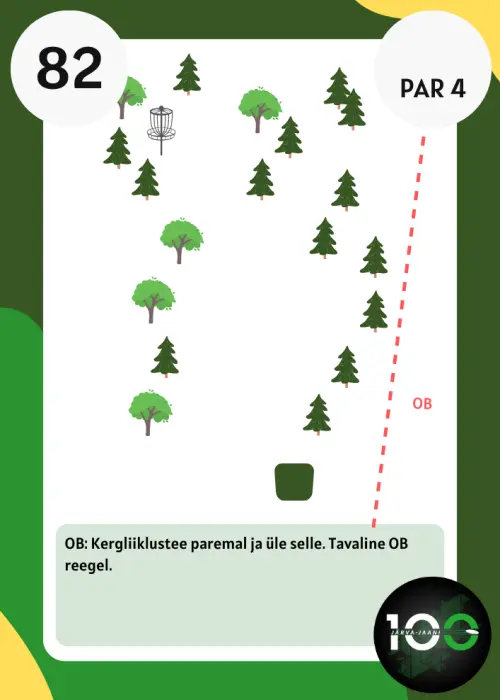 82
PAR 4
OB
OB: Kergliiklustee paremal ja üle selle. Tavaline OB
reegel.
100
JÄRVA-JAANI